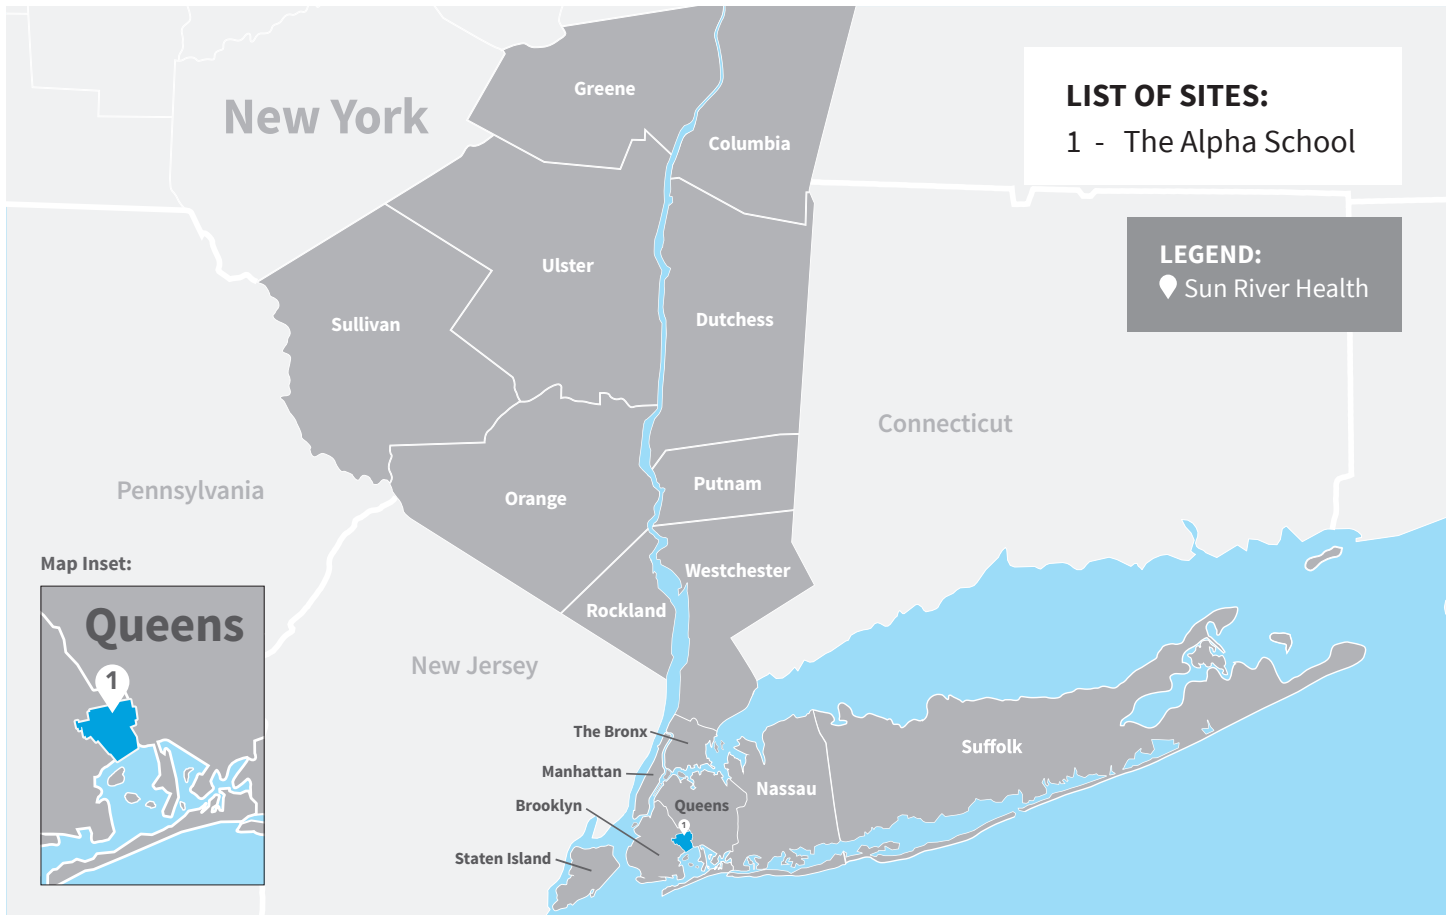 New York
Greene
Columbia
LIST OF SITES:
1 - The Alpha School
LEGEND:
Sun River Health
Ulster
Sullivan
Dutchess
Connecticut
Pennsylvania
Orange
Putnam
Westchester
Rockland
New Jersey
Map Inset:
Queens
1
The Bronx
Manhattan
Brooklyn
Staten Island
Queens
1
Nassau
Suffolk